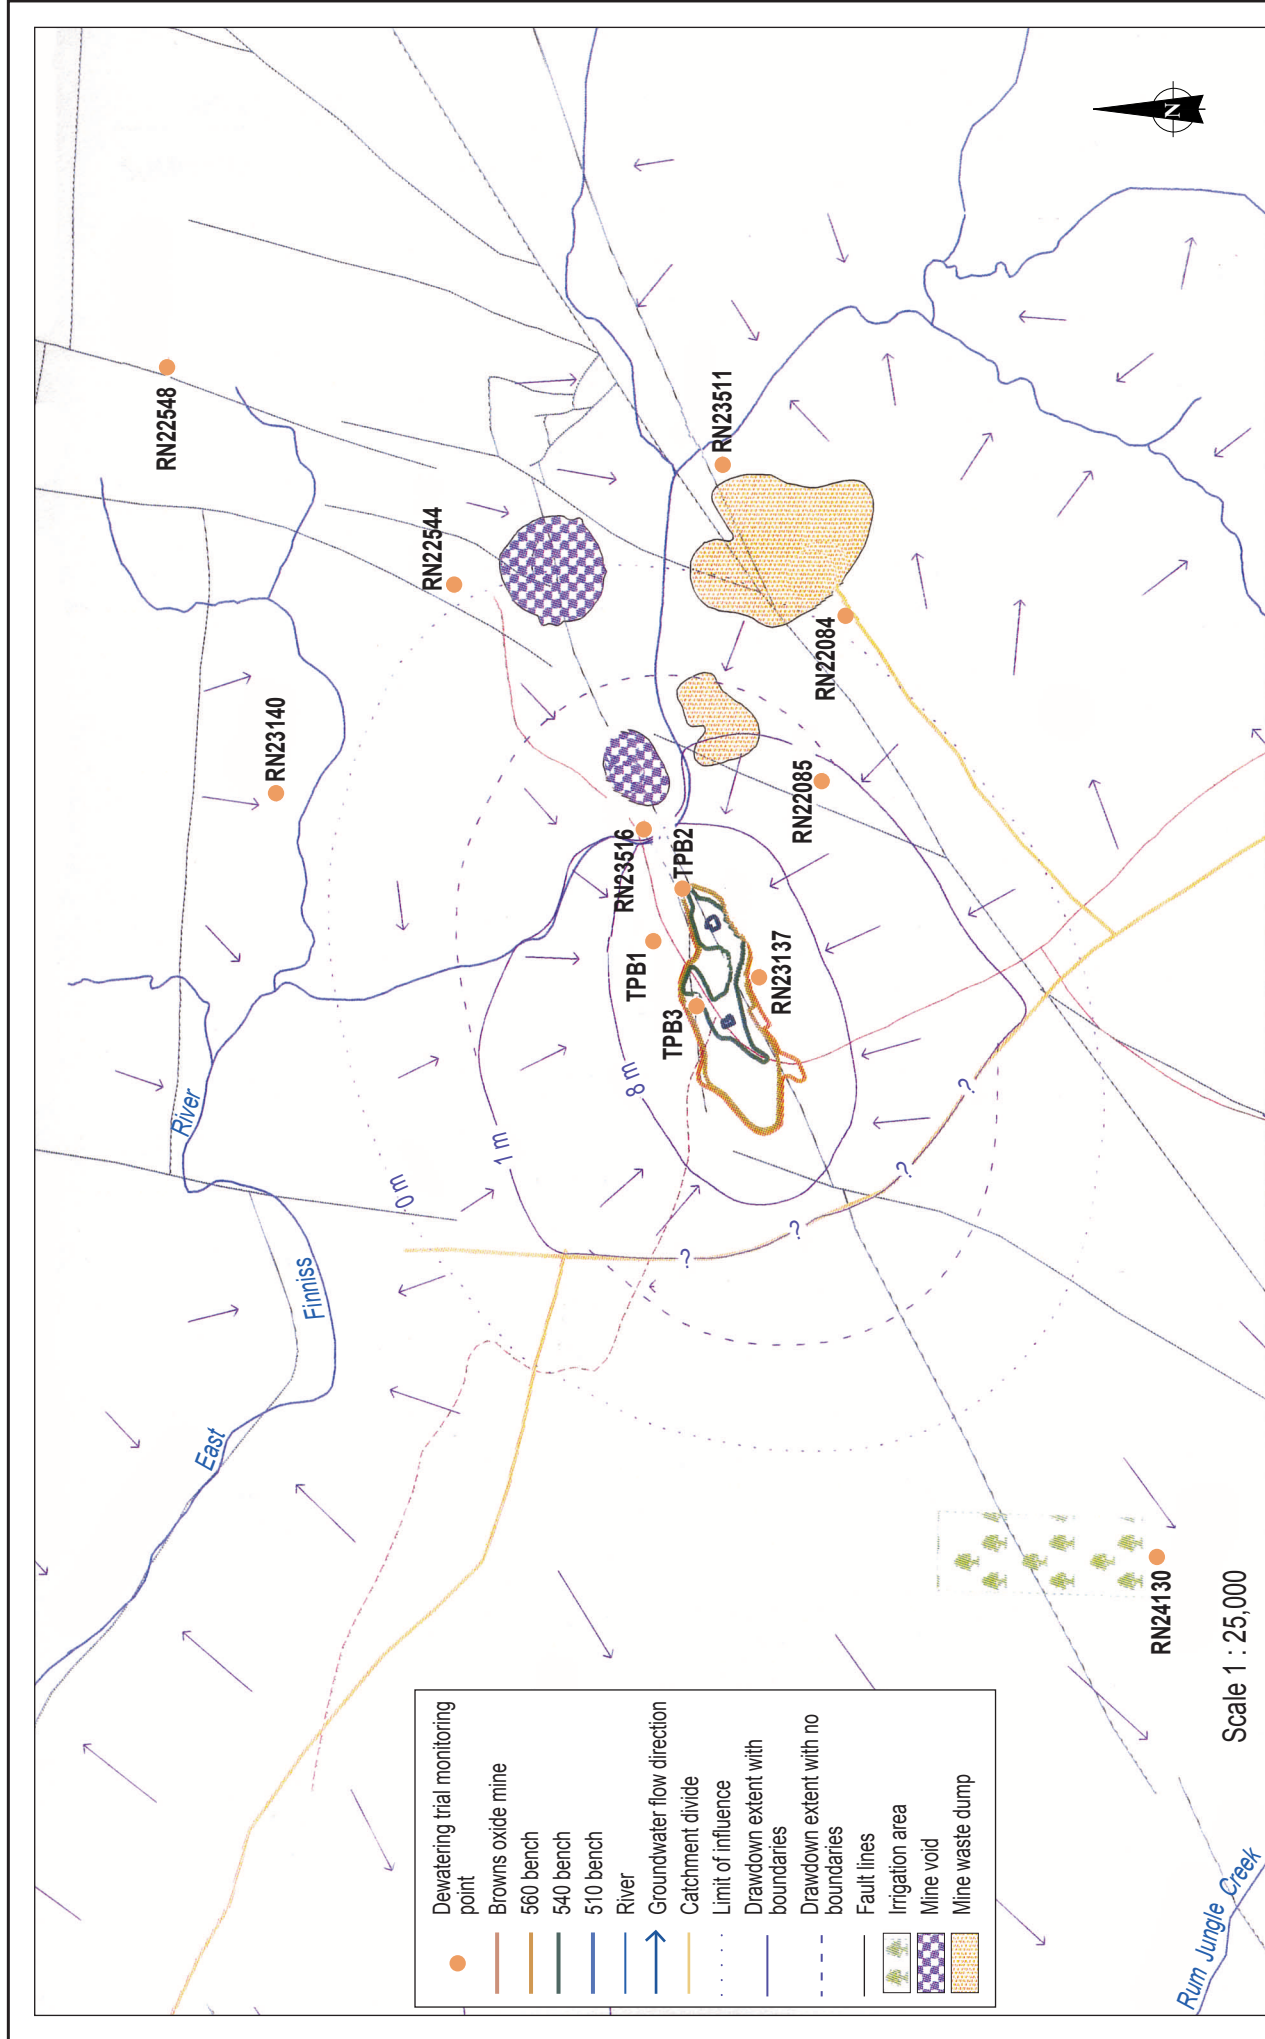 RN22548
RN22544
RN23140
RN23511
RN22084
RN22085
RN23516
TPB2
TPB1
TPB3
RN23137
RN24130
N
East
Finniss
River
Rum Jungle Creek
0 m
1 m
8 m
?
?
?
?
Scale 1 : 25,000
Dewatering trial monitoring
point
Browns oxide mine
560 bench
540 bench
510 bench
River
Groundwater flow direction
Catchment divide
Limit of influence
Drawdown extent with
boundaries
Drawdown extent with no
boundaries
Fault lines
Irrigation area
Mine void
Mine waste dump